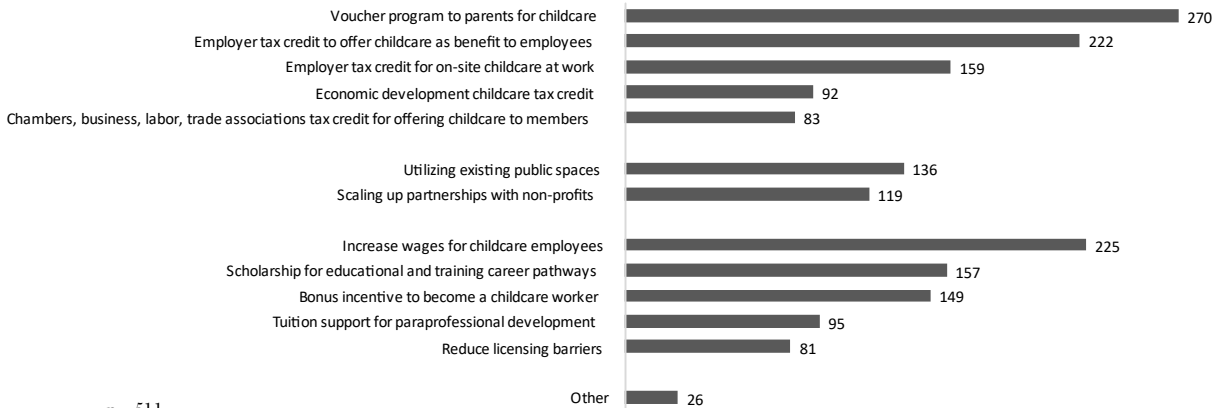 Voucher program to parents for childcare 270
Employer tax credit to offer childcare as benefit to employees 222
Employer tax credit for on-site childcare at work 159
Economic development childcare tax credit 92
Chambers, business, labor, trade associations tax credit for offering childcare to members 83
Utilizing existing public spaces 136
Scaling up partnerships with non-profits 119
Increase wages for childcare employees 225
Scholarship for educational and training career pathways 157
Bonus incentive to become a childcare worker 149
Tuition support for paraprofessional development 95
Reduce licensing barriers 81
Other 26